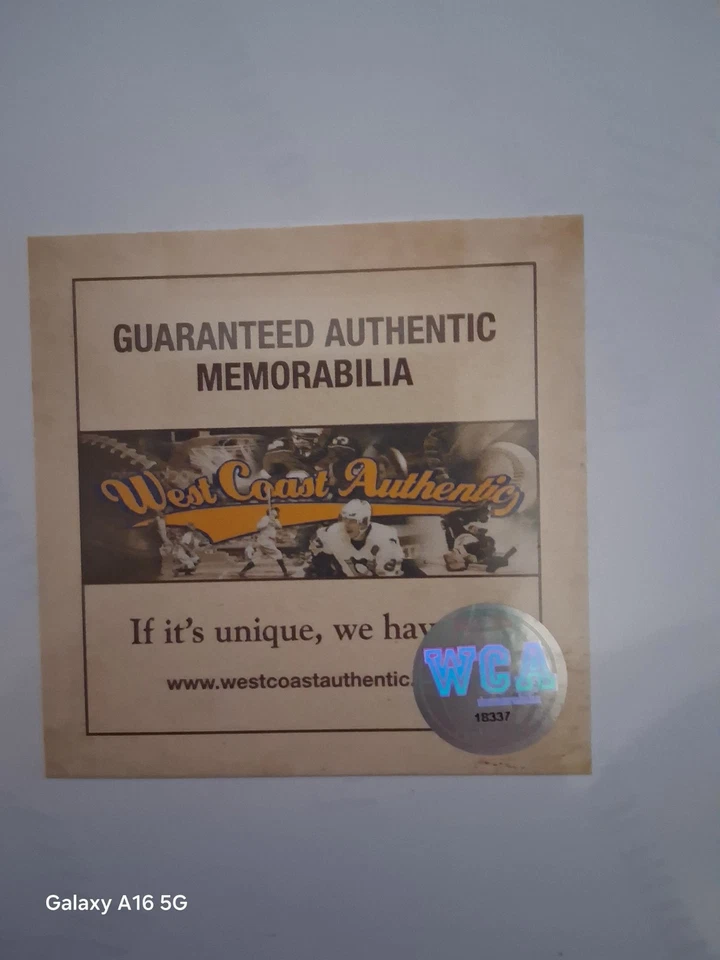 GUARANTEED AUTHENTIC
MEMORABILIA
West Coast Authentic
If it's unique, we hav
www.westcoastauthentic.
WCA
18337
Galaxy A16 5G